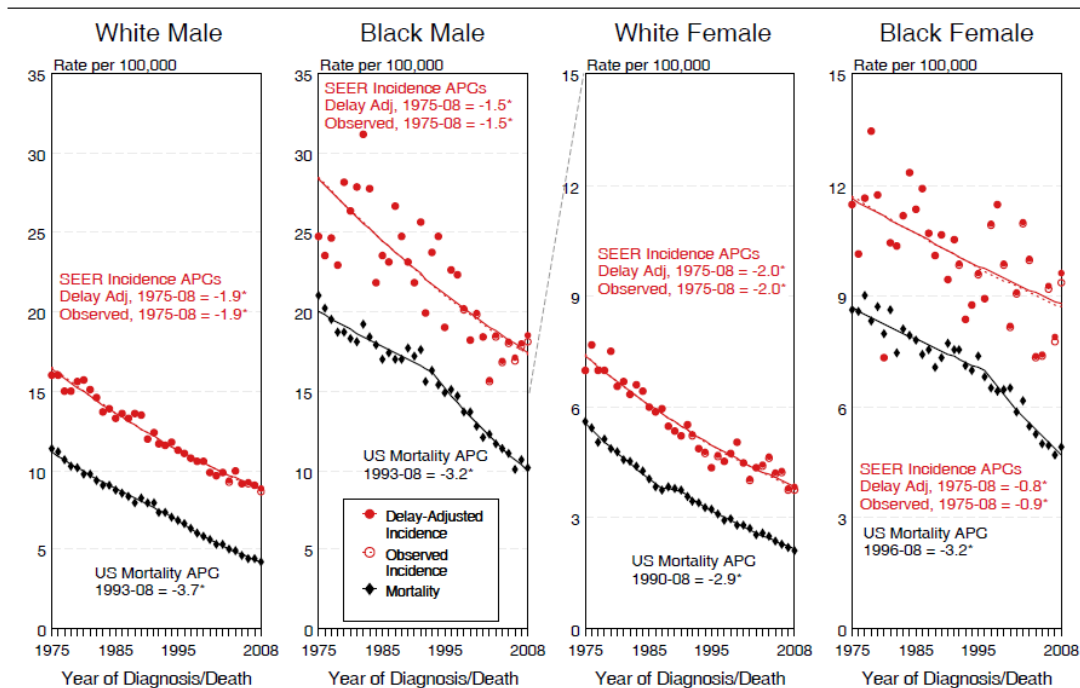 White Male
Rate per 100,000
35
30
25
20
15
10
5
0
SEER Incidence APCs
Delay Adj, 1975-08 = -1.9*
Observed, 1975-08 = -1.9*
US Mortality APC
1993-08 = -3.7*
1975
1985
1995
2008
Year of Diagnosis/Death
Black Male
Rate per 100,000
35
30
25
20
15
10
5
0
SEER Incidence APCs
Delay Adj, 1975-08 = -1.5*
Observed, 1975-08 = -1.5*
US Mortality APC
1993-08 = -3.2*
Delay-Adjusted
Incidence
Observed
Incidence
Mortality
1975
1985
1995
2008
Year of Diagnosis/Death
White Female
Rate per 100,000
15
12
9
6
3
0
SEER Incidence APCs
Delay Adj, 1975-08 = -2.0*
Observed, 1975-08 = -2.0*
US Mortality APC
1990-08 = -2.9*
1975
1985
1995
2008
Year of Diagnosis/Death
Black Female
Rate per 100,000
15
12
9
6
3
0
SEER Incidence APCs
Delay Adj, 1975-08 = -0.8*
Observed, 1975-08 = -0.9*
US Mortality APC
1996-08 = -3.2*
1975
1985
1995
2008
Year of Diagnosis/Death